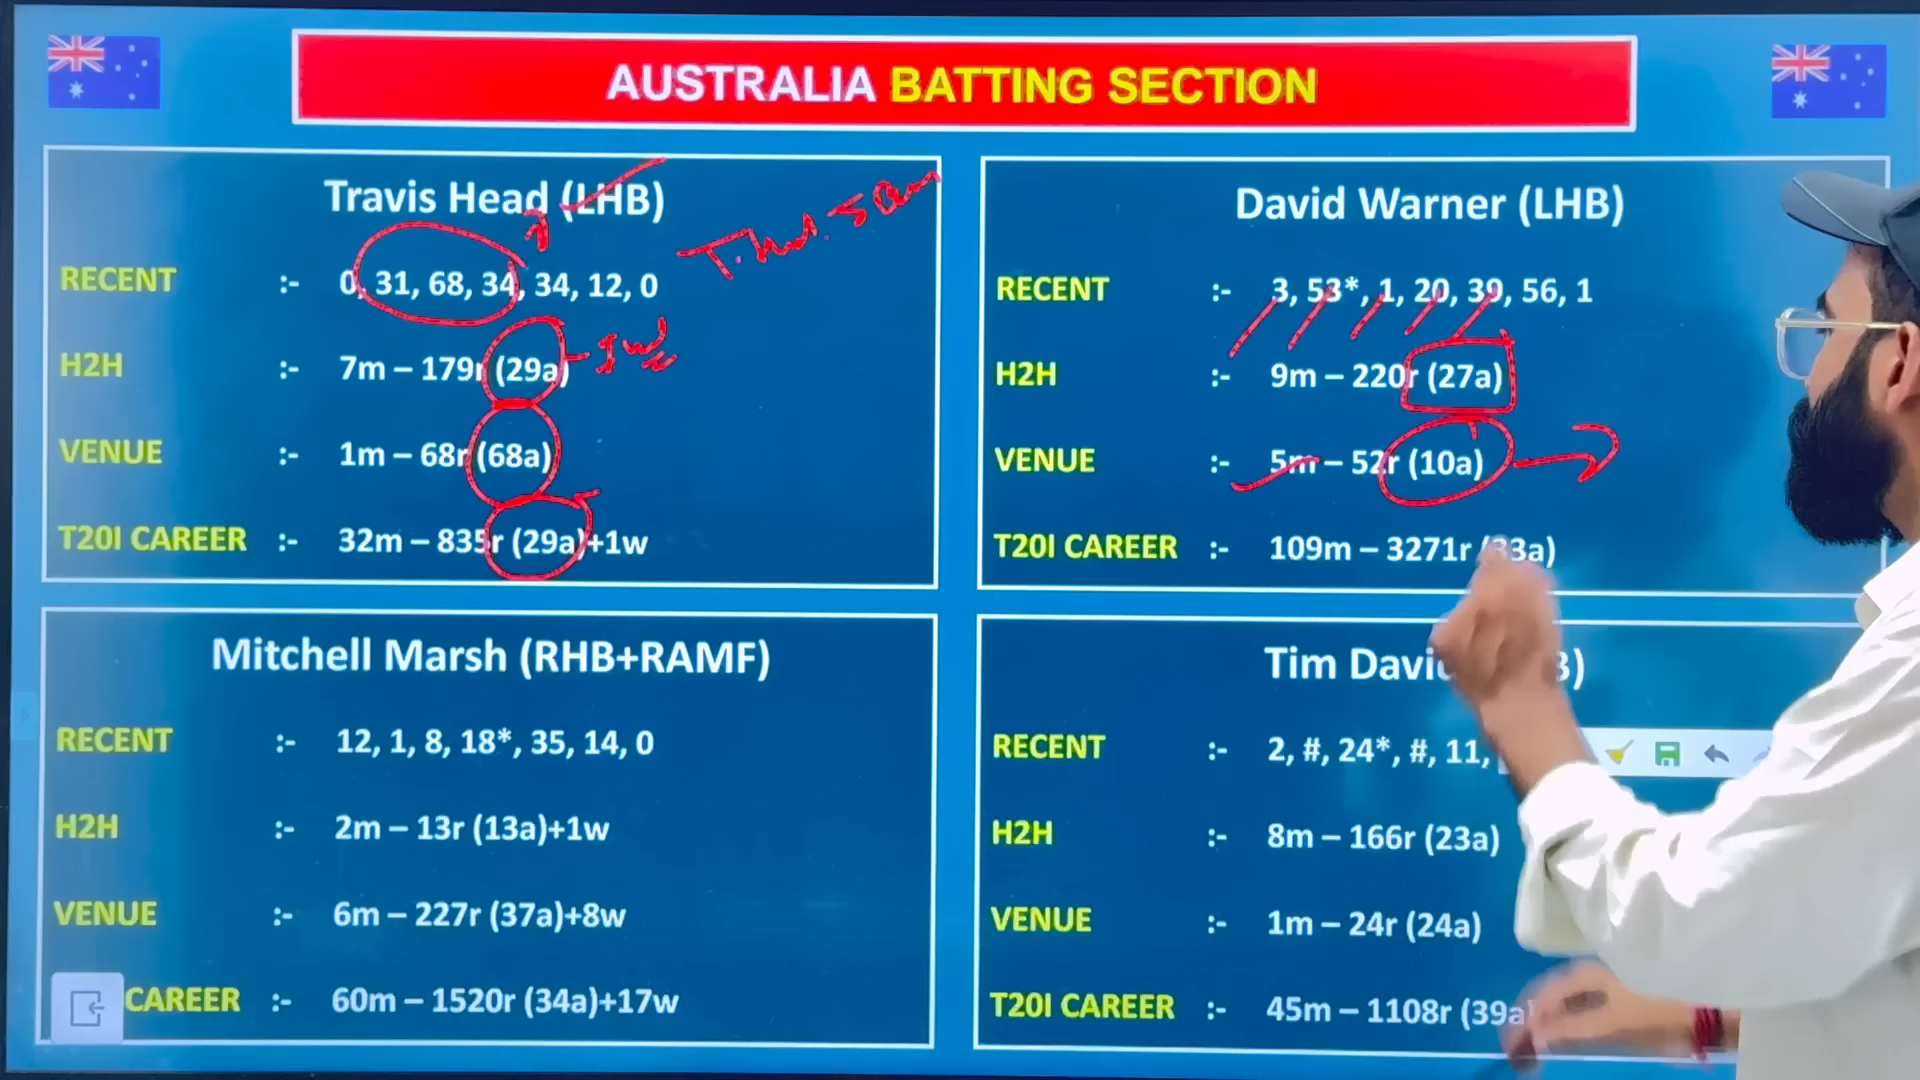 AUSTRALIA BATTING SECTION
Travis Head (LHB)
RECENT :- 0, 31, 68, 34, 34, 12, 0
H2H :- 7m – 179r (29a)
VENUE :- 1m – 68r (68a)
T20I CAREER :- 32m – 835r (29a)+1w
David Warner (LHB)
RECENT :- 3, 53*, 1, 20, 39, 56, 1
H2H :- 9m – 220r (27a)
VENUE :- 5m – 52r (10a)
T20I CAREER :- 109m – 3271r (33a)
Mitchell Marsh (RHB+RAMF)
RECENT :- 12, 1, 8, 18*, 35, 14, 0
H2H :- 2m – 13r (13a)+1w
VENUE :- 6m – 227r (37a)+8w
CAREER :- 60m – 1520r (34a)+17w
Tim
RECENT :- 2, #, 24*, #, 11,
H2H :- 8m – 166r (23a)
VENUE :- 1m – 24r (24a)
T20I CAREER :- 45m – 1108r (39a